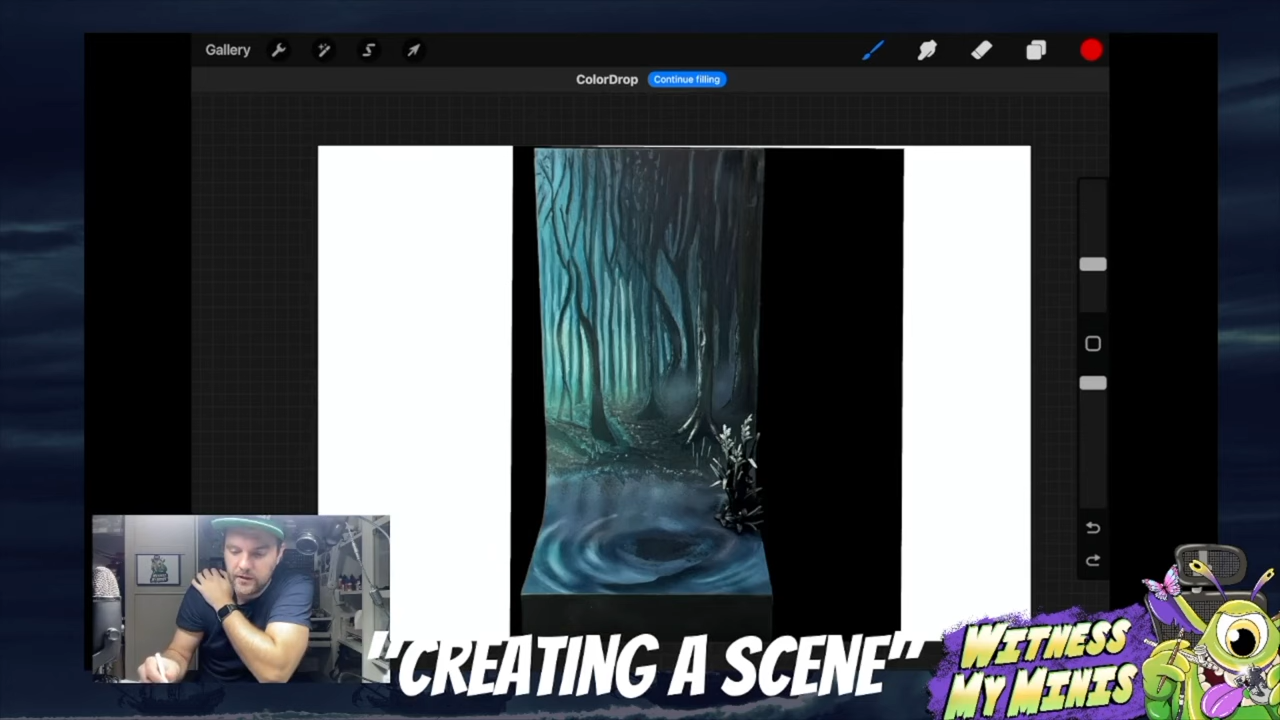 Gallery
ColorDrop Continue filling
"CREATING A SCENE"
WITNESS
MY MINIS